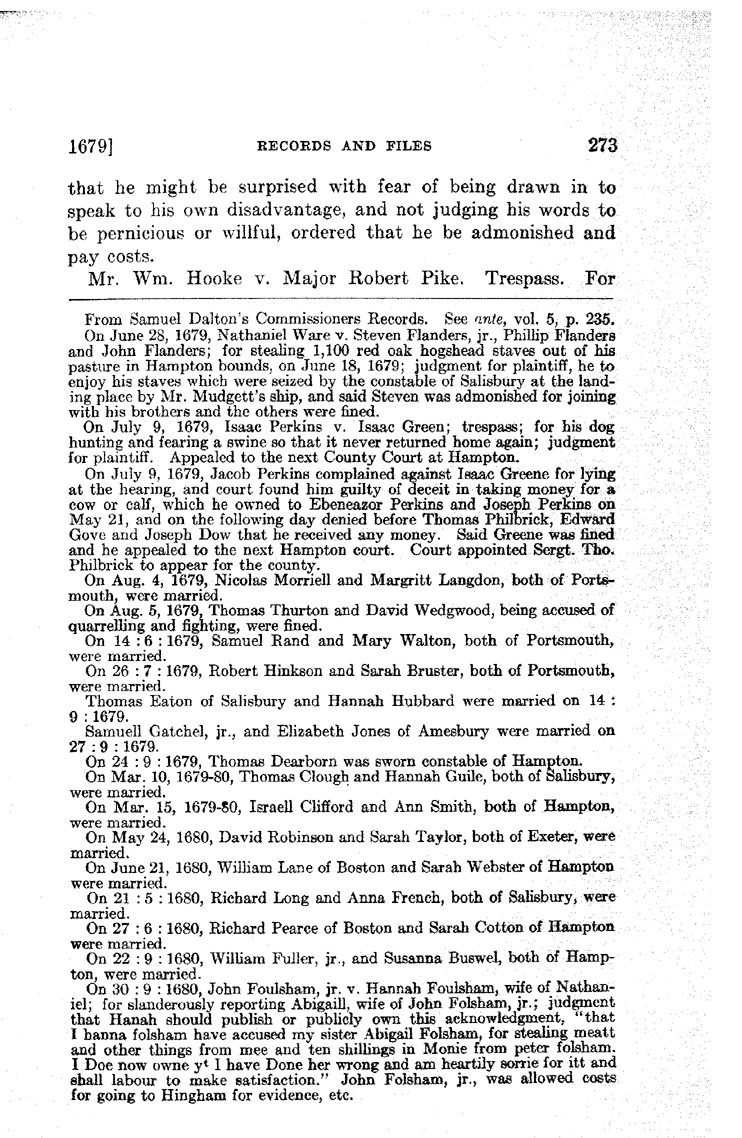 1679] RECORDS AND FILES 273
that he might be surprised with fear of being drawn in to
speak to his own disadvantage, and not judging his words to
be pernicious or willful, ordered that he be admonished and
pay costs.
Mr. Wm. Hooke v. Major Robert Pike. Trespass. For
From Samuel Dalton's Commissioners Records. See ante, vol. 5, p. 235.
On June 28, 1679, Nathaniel Ware v. Steven Flanders, jr., Phillip Flanders
and John Flanders; for stealing 1,100 red oak hogshead staves out of his
pasture in Hampton bounds, on June 18, 1679; judgment for plaintiff, he to
enjoy his staves which were seized by the constable of Salisbury at the land-
ing place by Mr. Mudgett's ship, and said Steven was admonished for joining
with his brothers and the others were fined.
On July 9, 1679, Isaac Perkins v. Isaac Green; trespass; for his dog
hunting and fearing a swine so that it never returned home again; judgment
for plaintiff. Appealed to the next County Court at Hampton.
On July 9, 1679, Jacob Perkins complained against Isaac Greene for lying
at the hearing, and court found him guilty of deceit in taking money for a
cow or calf, which he owned to Ebeneazor Perkins and Joseph Perkins on
May 21, and on the following day denied before Thomas Philbrick, Edward
Gove and Joseph Dow that he received any money. Said Greene was fined
and he appealed to the next Hampton court. Court appointed Sergt. Tho.
Philbrick to appear for the county.
On Aug. 4, 1679, Nicolas Morriell and Margritt Langdon, both of Ports-
mouth, were married.
On Aug. 5, 1679, Thomas Thurton and David Wedgwood, being accused of
quarrelling and fighting, were fined.
On 14 : 6 : 1679, Samuel Rand and Mary Walton, both of Portsmouth,
were married.
On 26 : 7 : 1679, Robert Hinkson and Sarah Bruster, both of Portsmouth,
were married.
Thomas Eaton of Salisbury and Hannah Hubbard were married on 14 :
9 : 1679.
Samuell Gatchel, jr., and Elizabeth Jones of Amesbury were married on
27 : 9 : 1679.
On 24 : 9 : 1679, Thomas Dearborn was sworn constable of Hampton.
On Mar. 10, 1679-80, Thomas Clough and Hannah Guile, both of Salisbury,
were married.
On Mar. 15, 1679-80, Israell Clifford and Ann Smith, both of Hampton,
were married.
On May 24, 1680, David Robinson and Sarah Taylor, both of Exeter, were
married.
On June 21, 1680, William Lane of Boston and Sarah Webster of Hampton
were married.
On 21 : 5 : 1680, Richard Long and Anna French, both of Salisbury, were
married.
On 27 : 6 : 1680, Richard Pearce of Boston and Sarah Cotton of Hampton
were married.
On 22 : 9 : 1680, William Fuller, jr., and Susanna Buswel, both of Hamp-
ton, were married.
On 30 : 9 : 1680, John Foulsham, jr. v. Hannah Foulsham, wife of Nathan-
iel; for slanderously reporting Abigaill, wife of John Folsham, jr.; judgment
that Hanah should publish or publicly own this acknowledgment, "that
I hanna folsham have accused my sister Abigail Folsham, for stealing meatt
and other things from mee and ten shillings in Monie from peter folsham.
I Doe now owne yᵗ I have Done her wrong and am heartily sorrie for itt and
shall labour to make satisfaction." John Folsham, jr., was allowed costs
for going to Hingham for evidence, etc.